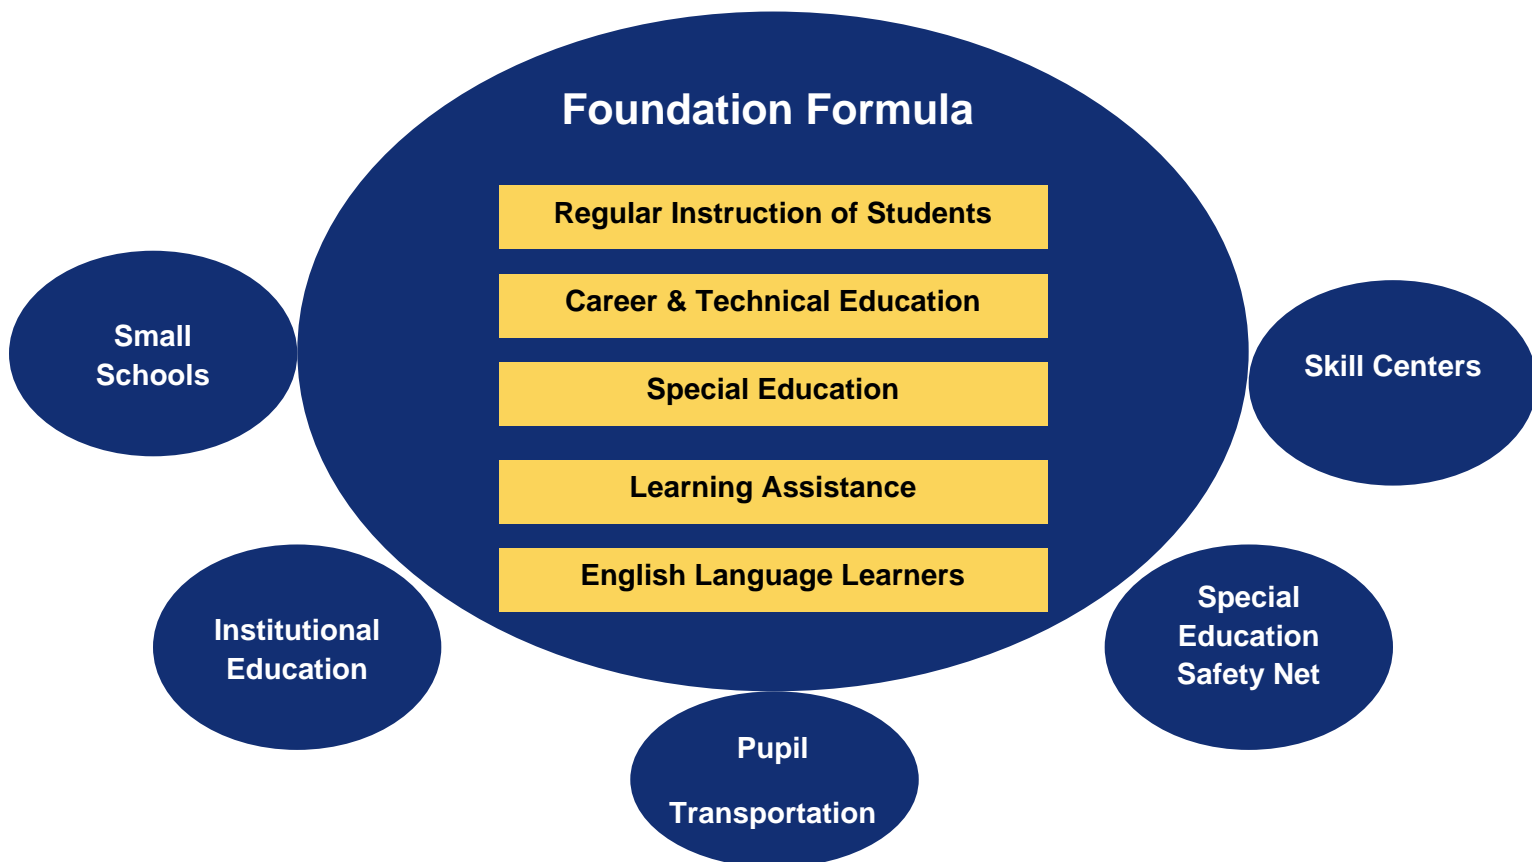 Foundation Formula
Regular Instruction of Students
Career & Technical Education
Special Education
Learning Assistance
English Language Learners
Small
Schools
Skill Centers
Institutional
Education
Special
Education
Safety Net
Pupil
Transportation